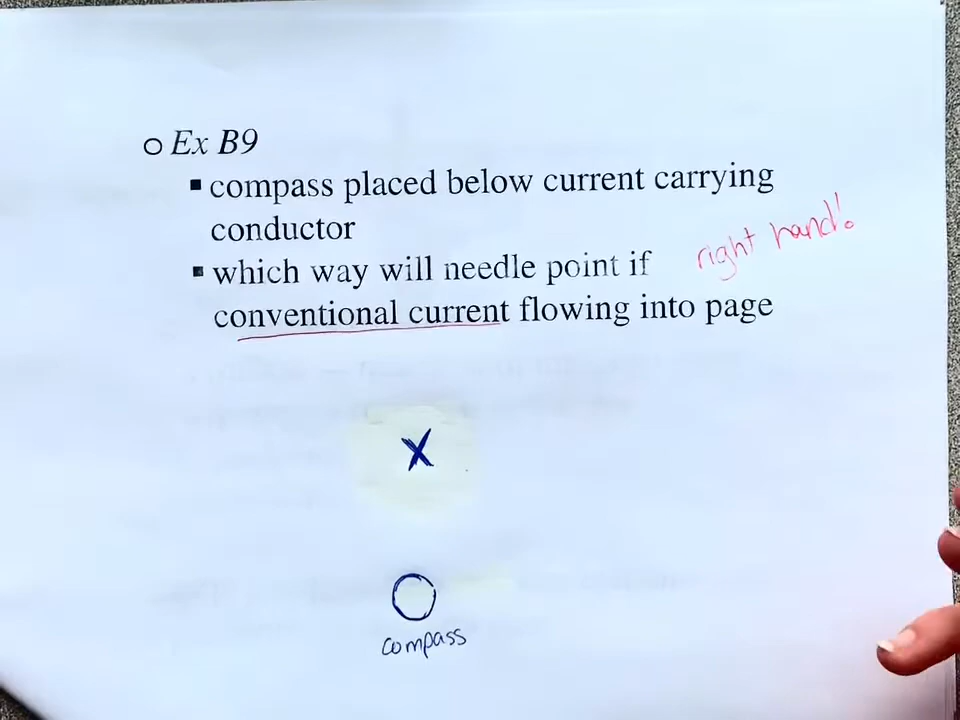 Ex B9
compass placed below current carrying
conductor
which way will needle point if
right hand!
conventional current flowing into page
X
compass